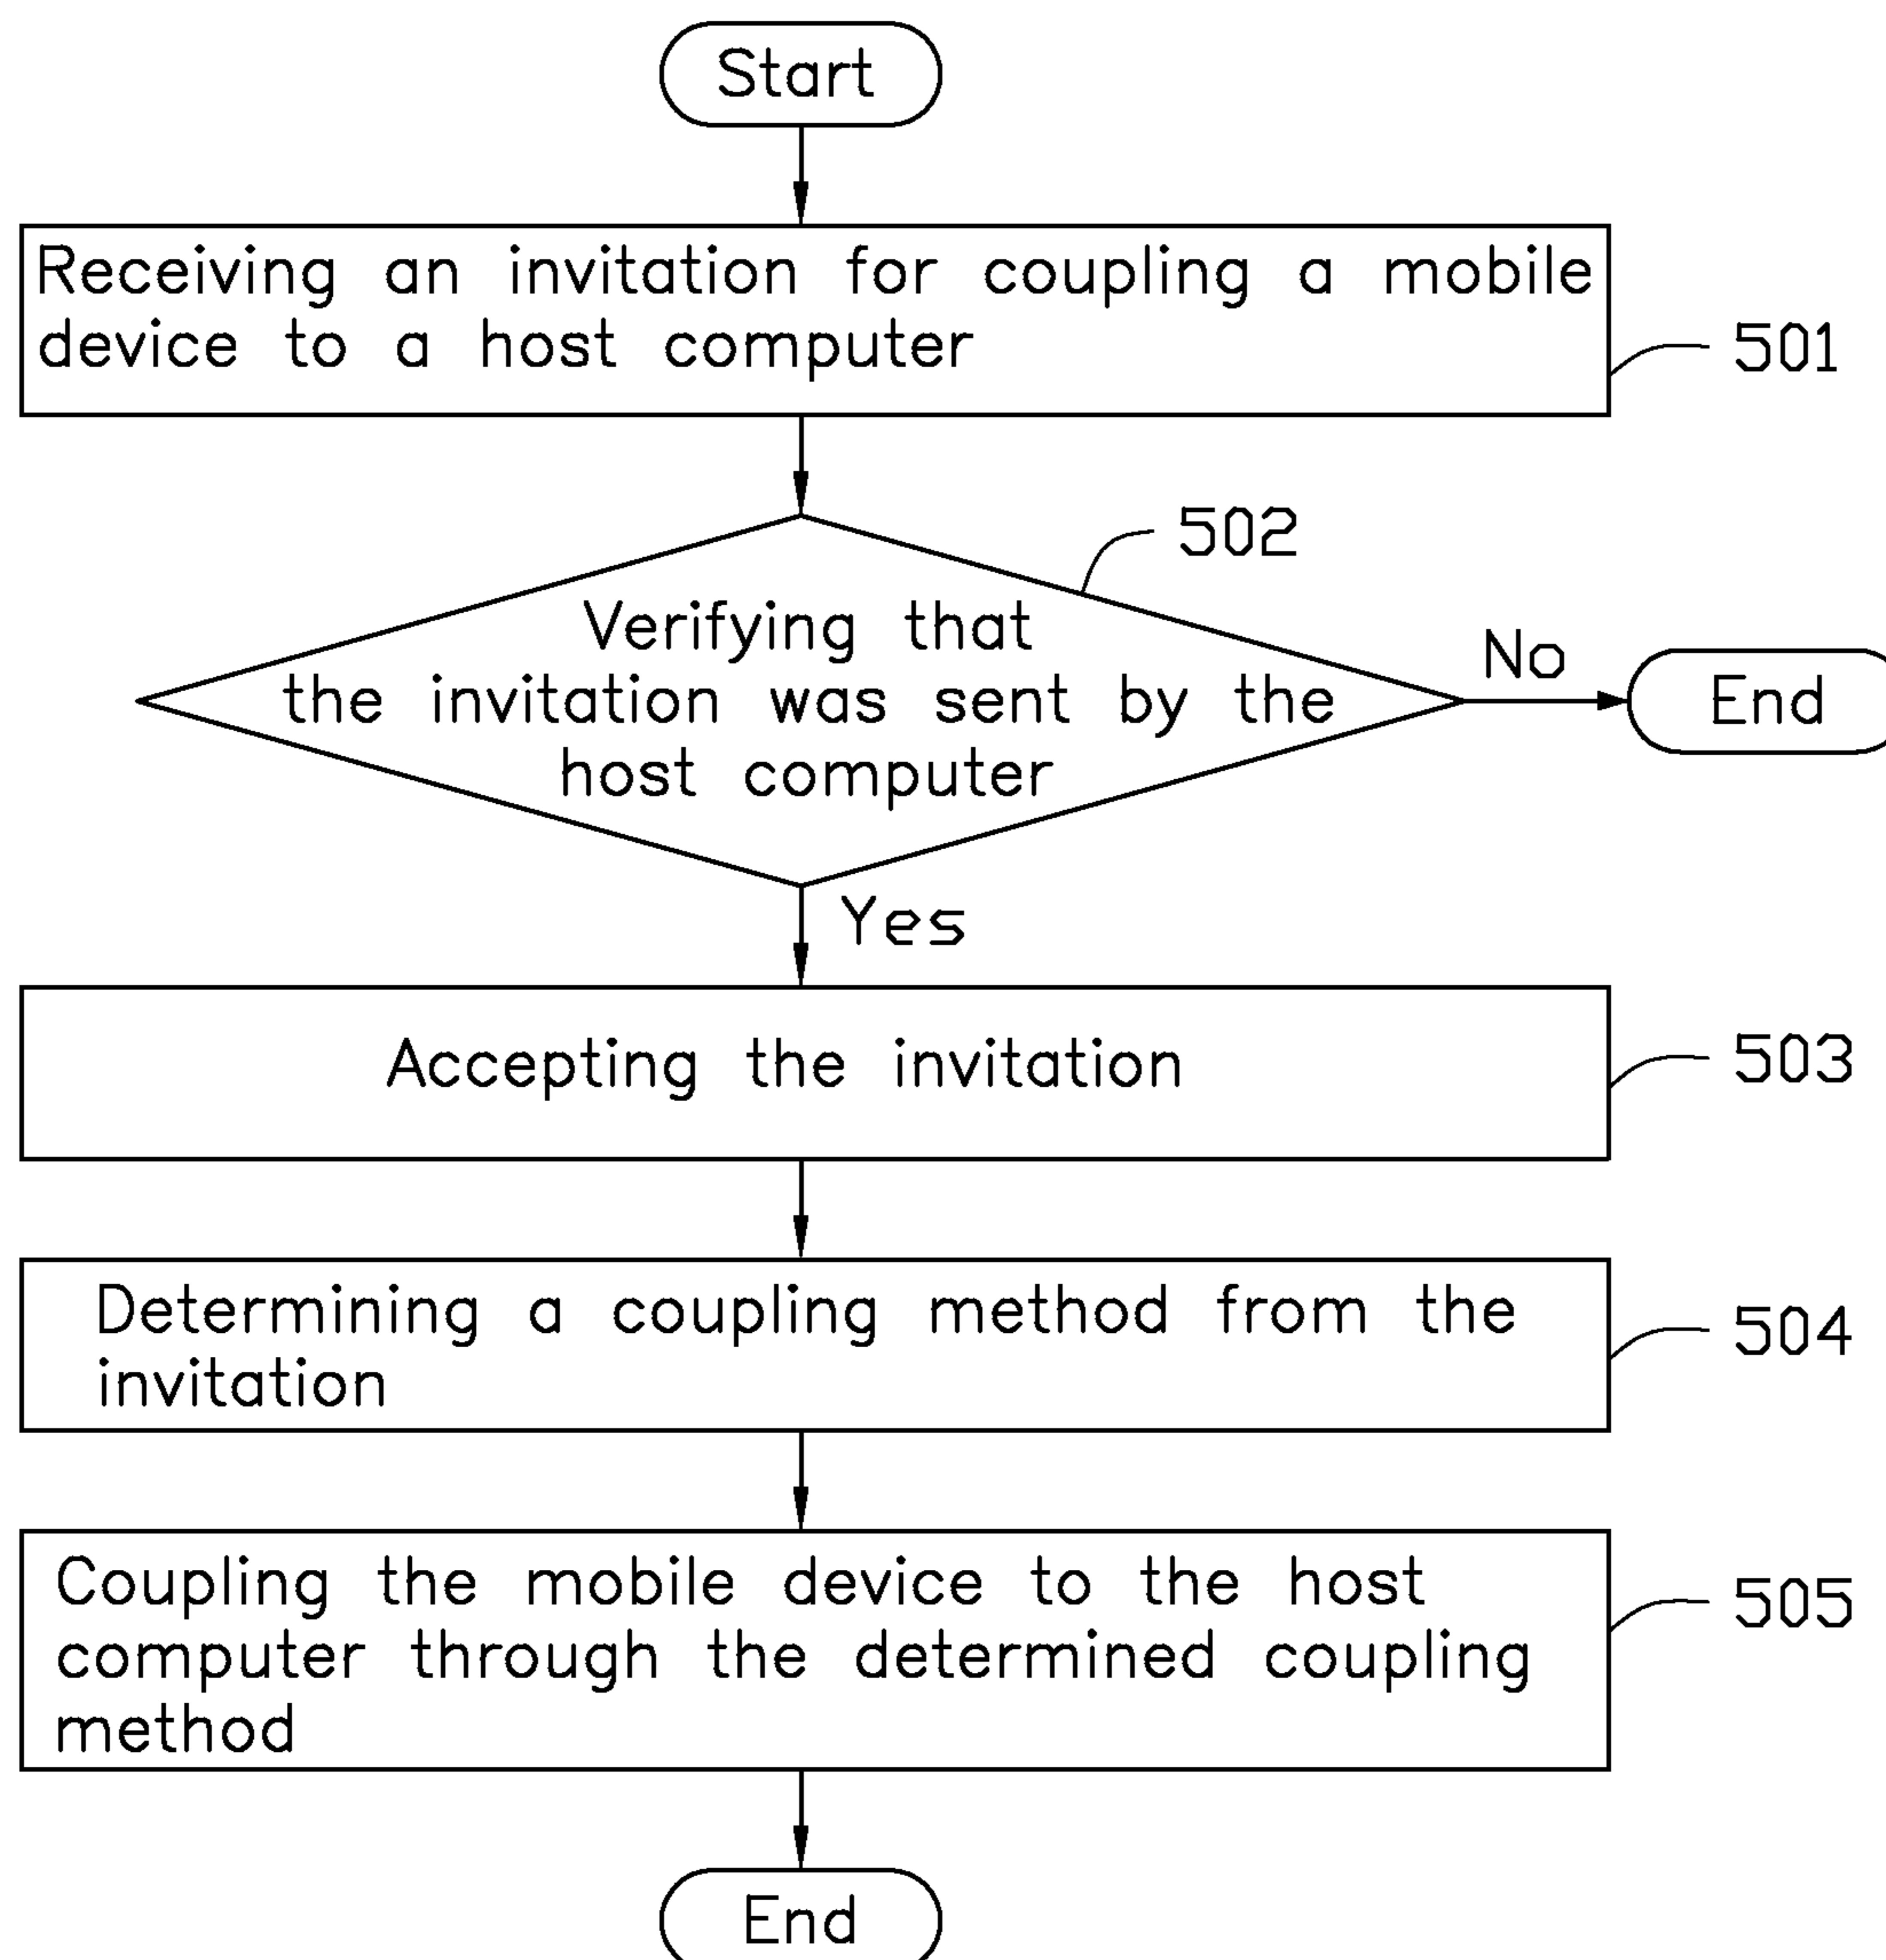 Start
Receiving an invitation for coupling a mobile
device to a host computer
501
502
Verifying that
the invitation was sent by the
host computer
No
End
Yes
Accepting the invitation
503
Determining a coupling method from the
invitation
504
Coupling the mobile device to the host
computer through the determined coupling
method
505
End